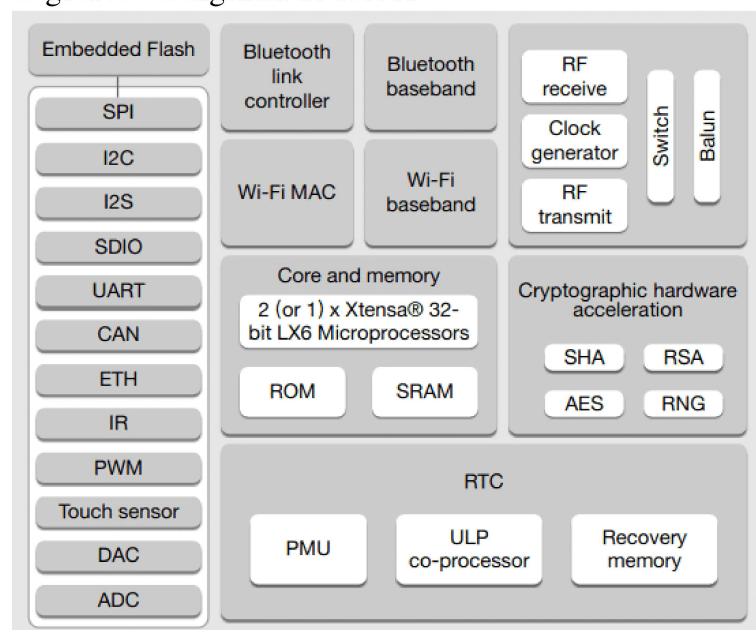 Embedded Flash
SPI
I2C
I2S
SDIO
UART
CAN
ETH
IR
PWM
Touch sensor
DAC
ADC
Bluetooth
link
controller
Bluetooth
baseband
Wi-Fi MAC
Wi-Fi
baseband
RF
receive
Clock
generator
RF
transmit
Switch
Balun
Core and memory
2 (or 1) x Xtensa® 32-
bit LX6 Microprocessors
ROM
SRAM
Cryptographic hardware
acceleration
SHA
RSA
AES
RNG
RTC
PMU
ULP
co-processor
Recovery
memory